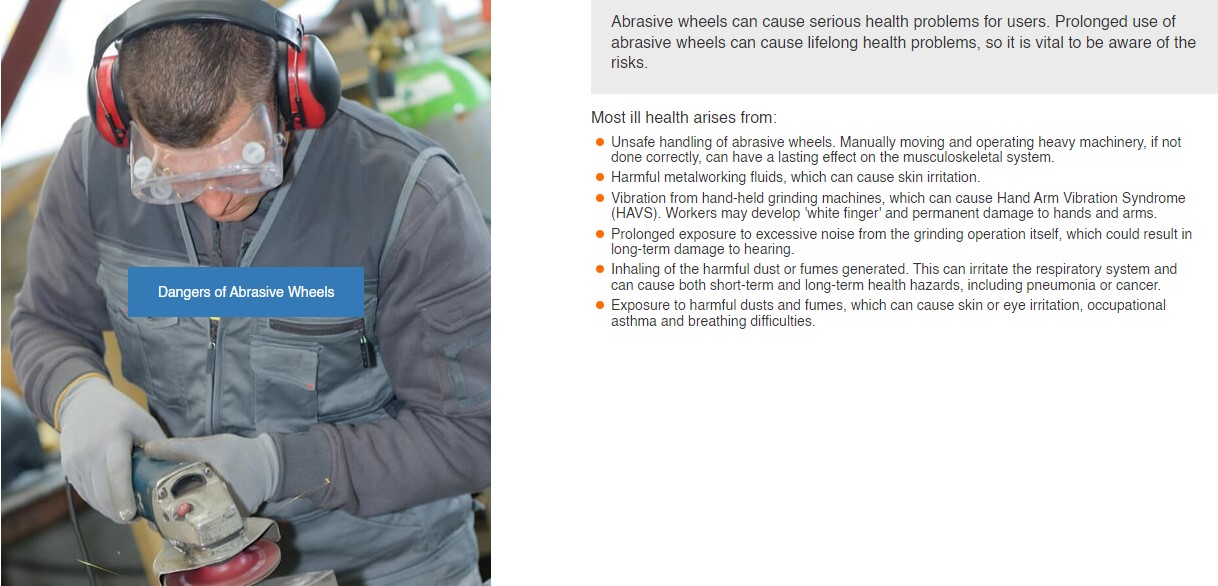 Abrasive wheels can cause serious health problems for users. Prolonged use of
abrasive wheels can cause lifelong health problems, so it is vital to be aware of the
risks.
Most ill health arises from:
Unsafe handling of abrasive wheels. Manually moving and operating heavy machinery, if not
done correctly, can have a lasting effect on the musculoskeletal system.
Harmful metalworking fluids, which can cause skin irritation.
Vibration from hand-held grinding machines, which can cause Hand Arm Vibration Syndrome
(HAVS). Workers may develop 'white finger' and permanent damage to hands and arms.
Prolonged exposure to excessive noise from the grinding operation itself, which could result in
long-term damage to hearing.
Inhaling of the harmful dust or fumes generated. This can irritate the respiratory system and
can cause both short-term and long-term health hazards, including pneumonia or cancer.
Exposure to harmful dusts and fumes, which can cause skin or eye irritation, occupational
asthma and breathing difficulties.
Dangers of Abrasive Wheels